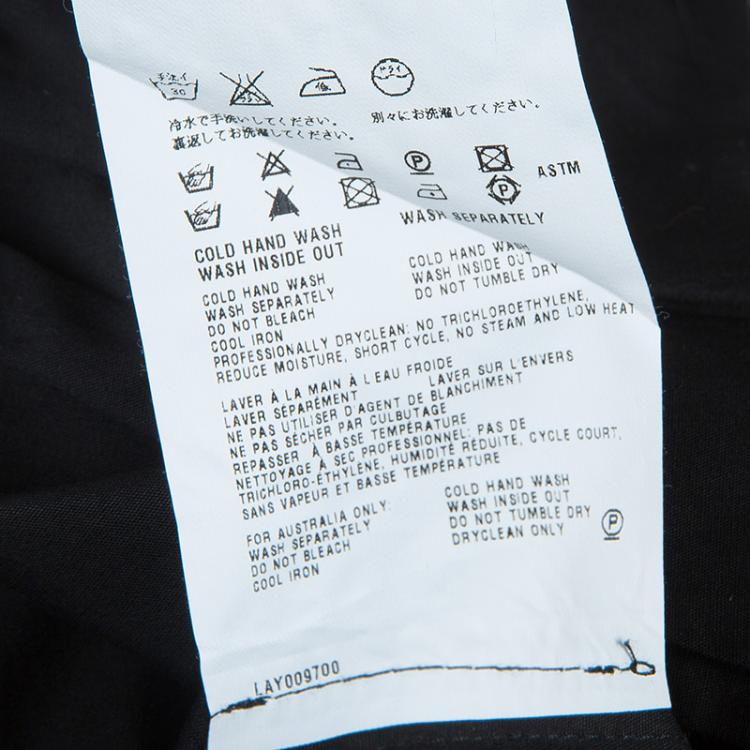 手洗イ 30 低 ドライ
冷水で手洗いしてください。 別々にお洗濯してください。
裏返してお洗濯してください。
P ASTM
P
WASH SEPARATELY
COLD HAND WASH
WASH INSIDE OUT
COLD HAND WASH COLD HAND WASH
WASH SEPARATELY WASH INSIDE OUT
DO NOT BLEACH DO NOT TUMBLE DRY
COOL IRON
PROFESSIONALLY DRYCLEAN: NO TRICHLOROETHYLENE,
REDUCE MOISTURE, SHORT CYCLE, NO STEAM AND LOW HEAT
LAVER À LA MAIN À L'EAU FROIDE
LAVER SÉPARÉMENT LAVER SUR L'ENVERS
NE PAS UTILISER D'AGENT DE BLANCHIMENT
NE PAS SÉCHER PAR CULBUTAGE
REPASSER À BASSE TEMPÉRATURE
NETTOYAGE À SEC PROFESSIONNEL: PAS DE
TRICHLORO-ÉTHYLÈNE, HUMIDITÉ RÉDUITE, CYCLE COURT,
SANS VAPEUR ET BASSE TEMPÉRATURE
FOR AUSTRALIA ONLY: COLD HAND WASH
WASH SEPARATELY WASH INSIDE OUT
DO NOT BLEACH DO NOT TUMBLE DRY
COOL IRON DRYCLEAN ONLY P
LAY009700